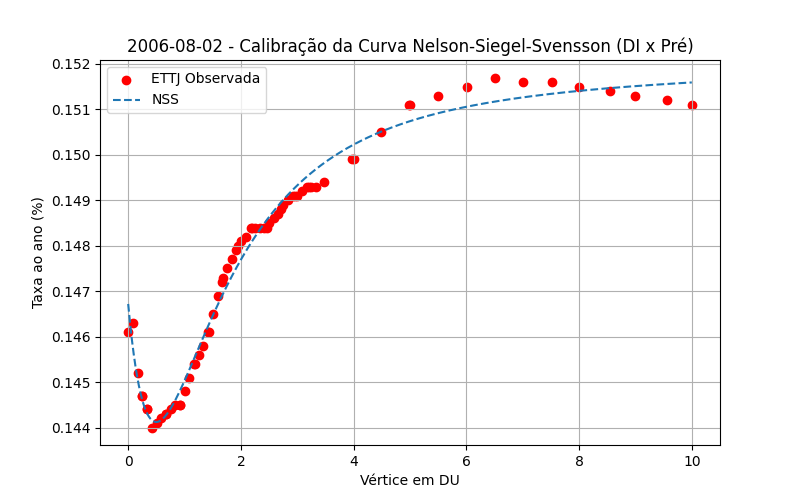 2006-08-02 - Calibração da Curva Nelson-Siegel-Svensson (DI x Pré)
ETTJ Observada
NSS
Taxa ao ano (%)
0.152
0.151
0.150
0.149
0.148
0.147
0.146
0.145
0.144
0 2 4 6 8 10
Vértice em DU